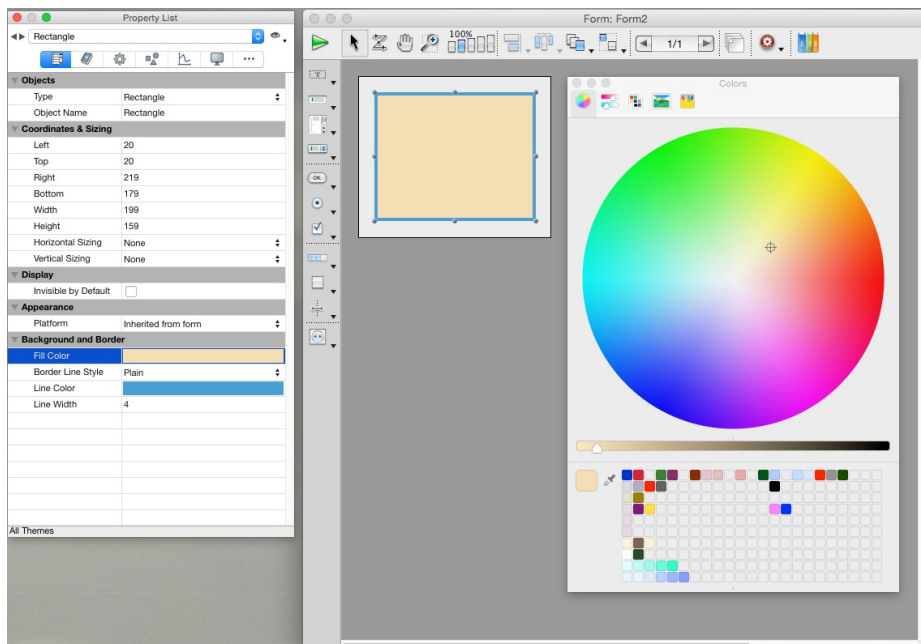 Property List
Rectangle
Objects
Type Rectangle
Object Name Rectangle
Coordinates & Sizing
Left 20
Top 20
Right 219
Bottom 179
Width 199
Height 159
Horizontal Sizing None
Vertical Sizing None
Display
Invisible by Default
Appearance
Platform Inherited from form
Background and Border
Fill Color
Border Line Style Plain
Line Color
Line Width 4
All Themes
Form: Form2
100%
1/1
OK
Colors